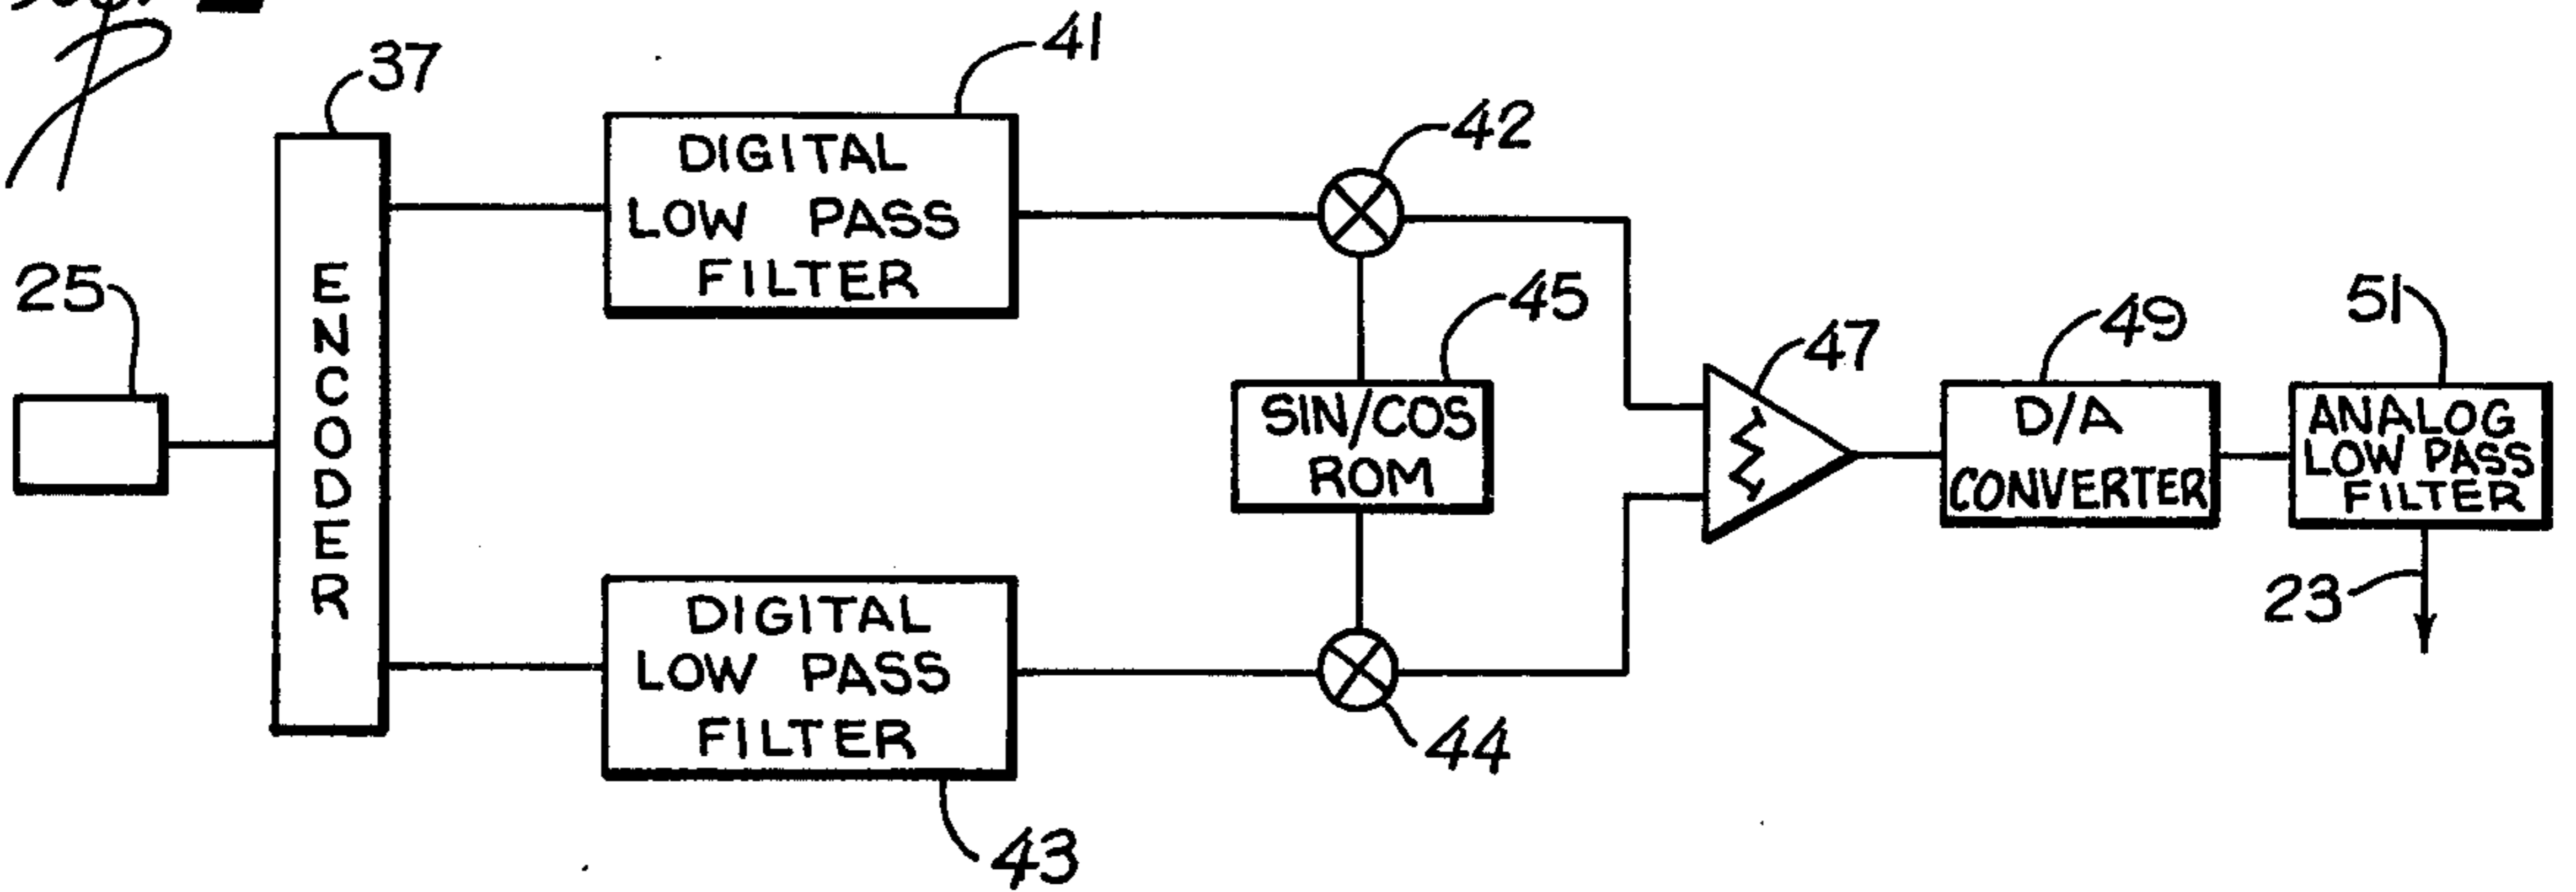 37
41
DIGITAL
LOW PASS
FILTER
42
25
ENCODER
45
SIN/COS
ROM
47
Σ
49
D/A
CONVERTER
51
ANALOG
LOW PASS
FILTER
23
DIGITAL
LOW PASS
FILTER
44
43